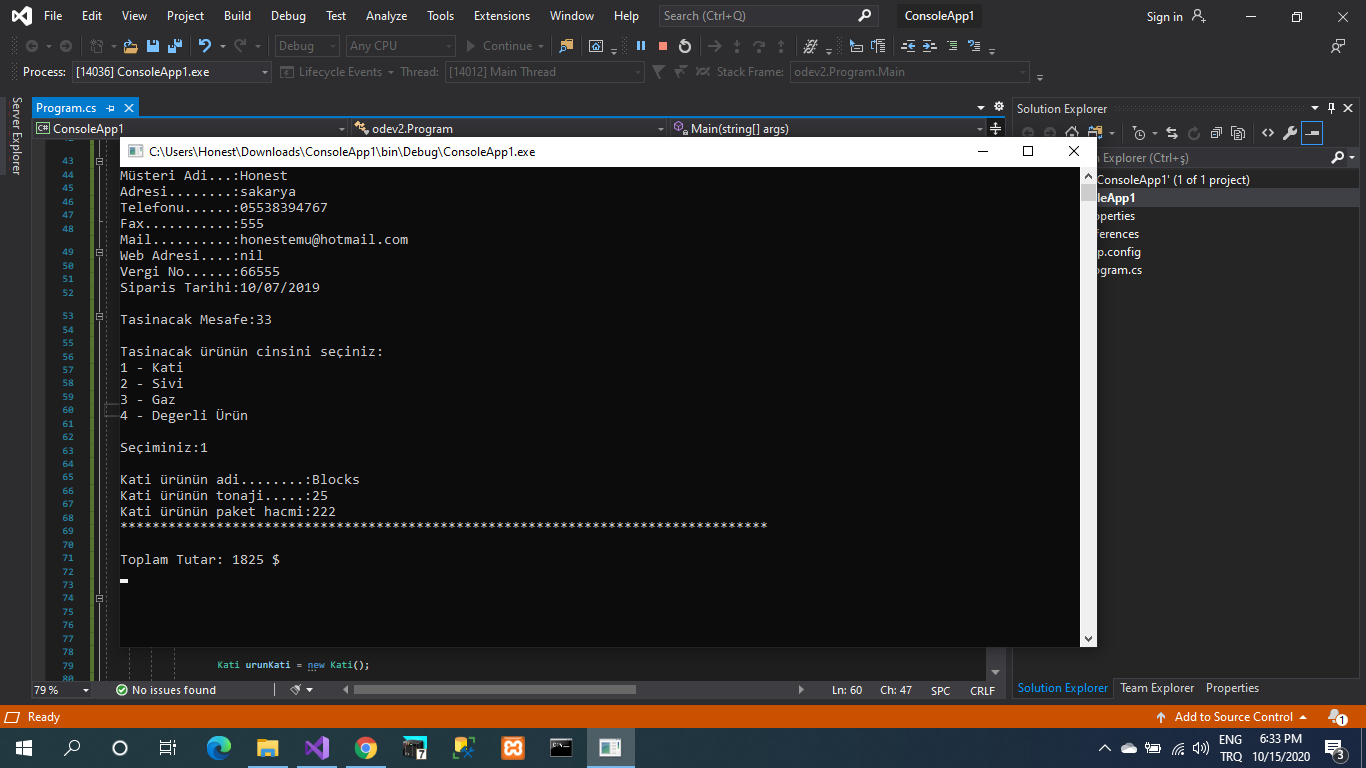 File Edit View Project Build Debug Test Analyze Tools Extensions Window Help Search (Ctrl+Q) ConsoleApp1 Sign in
Debug Any CPU Continue
Process: [14036] ConsoleApp1.exe Lifecycle Events Thread: [14012] Main Thread Stack Frame: odev2.Program.Main
Server Explorer
Program.cs
C# ConsoleApp1 odev2.Program Main(string[] args)
C:\Users\Honest\Downloads\ConsoleApp1\bin\Debug\ConsoleApp1.exe
Müsteri Adi...:Honest
Adresi........:sakarya
Telefonu......:05538394767
Fax...........:555
Mail..........:honestemu@hotmail.com
Web Adresi....:nil
Vergi No......:66555
Siparis Tarihi:10/07/2019
Tasinacak Mesafe:33
Tasinacak ürünün cinsini seçiniz:
1 - Kati
2 - Sivi
3 - Gaz
4 - Degerli Ürün
Seçiminiz:1
Kati ürünün adi........:Blocks
Kati ürünün tonaji.....:25
Kati ürünün paket hacmi:222
*********************************************************************************
Toplam Tutar: 1825 $
43
44
45
46
47
48
49
50
51
52
53
54
55
56
57
58
59
60
61
62
63
64
65
66
67
68
69
70
71
72
73
74
75
76
77
78
79 Kati urunKati = new Kati();
80
Solution Explorer
Explorer (Ctrl+ş)
ConsoleApp1' (1 of 1 project)
leApp1
operties
ferences
p.config
ogram.cs
79 % No issues found Ln: 60 Ch: 47 SPC CRLF
Solution Explorer Team Explorer Properties
Ready Add to Source Control 1
7
ENG 6:33 PM
TRQ 10/15/2020 3